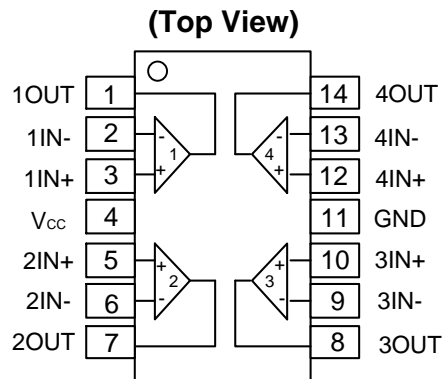 (Top View)
1OUT 1 14 4OUT
1IN- 2 - - 13 4IN-
1 4
1IN+ 3 + + 12 4IN+
Vcc 4 11 GND
2IN+ 5 + + 10 3IN+
2 3
2IN- 6 - - 9 3IN-
2OUT 7 8 3OUT